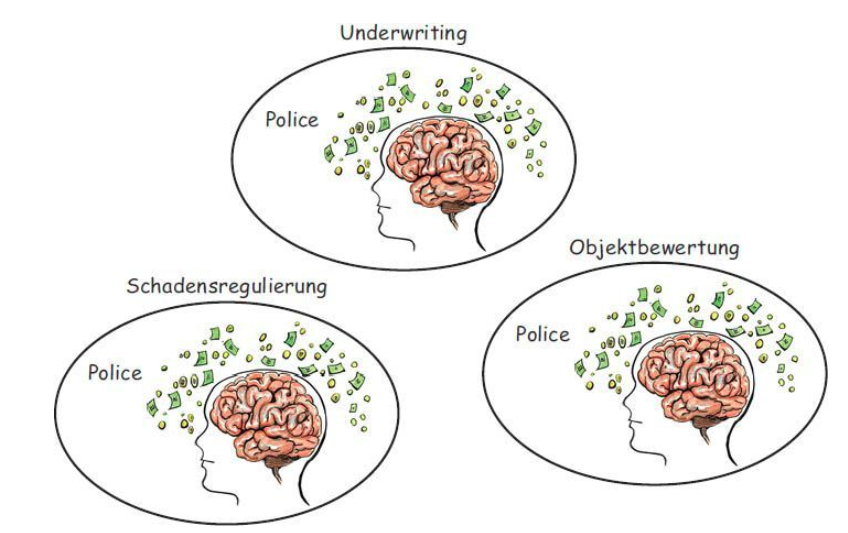 Underwriting
Police
Objektbewertung
Police
Schadensregulierung
Police